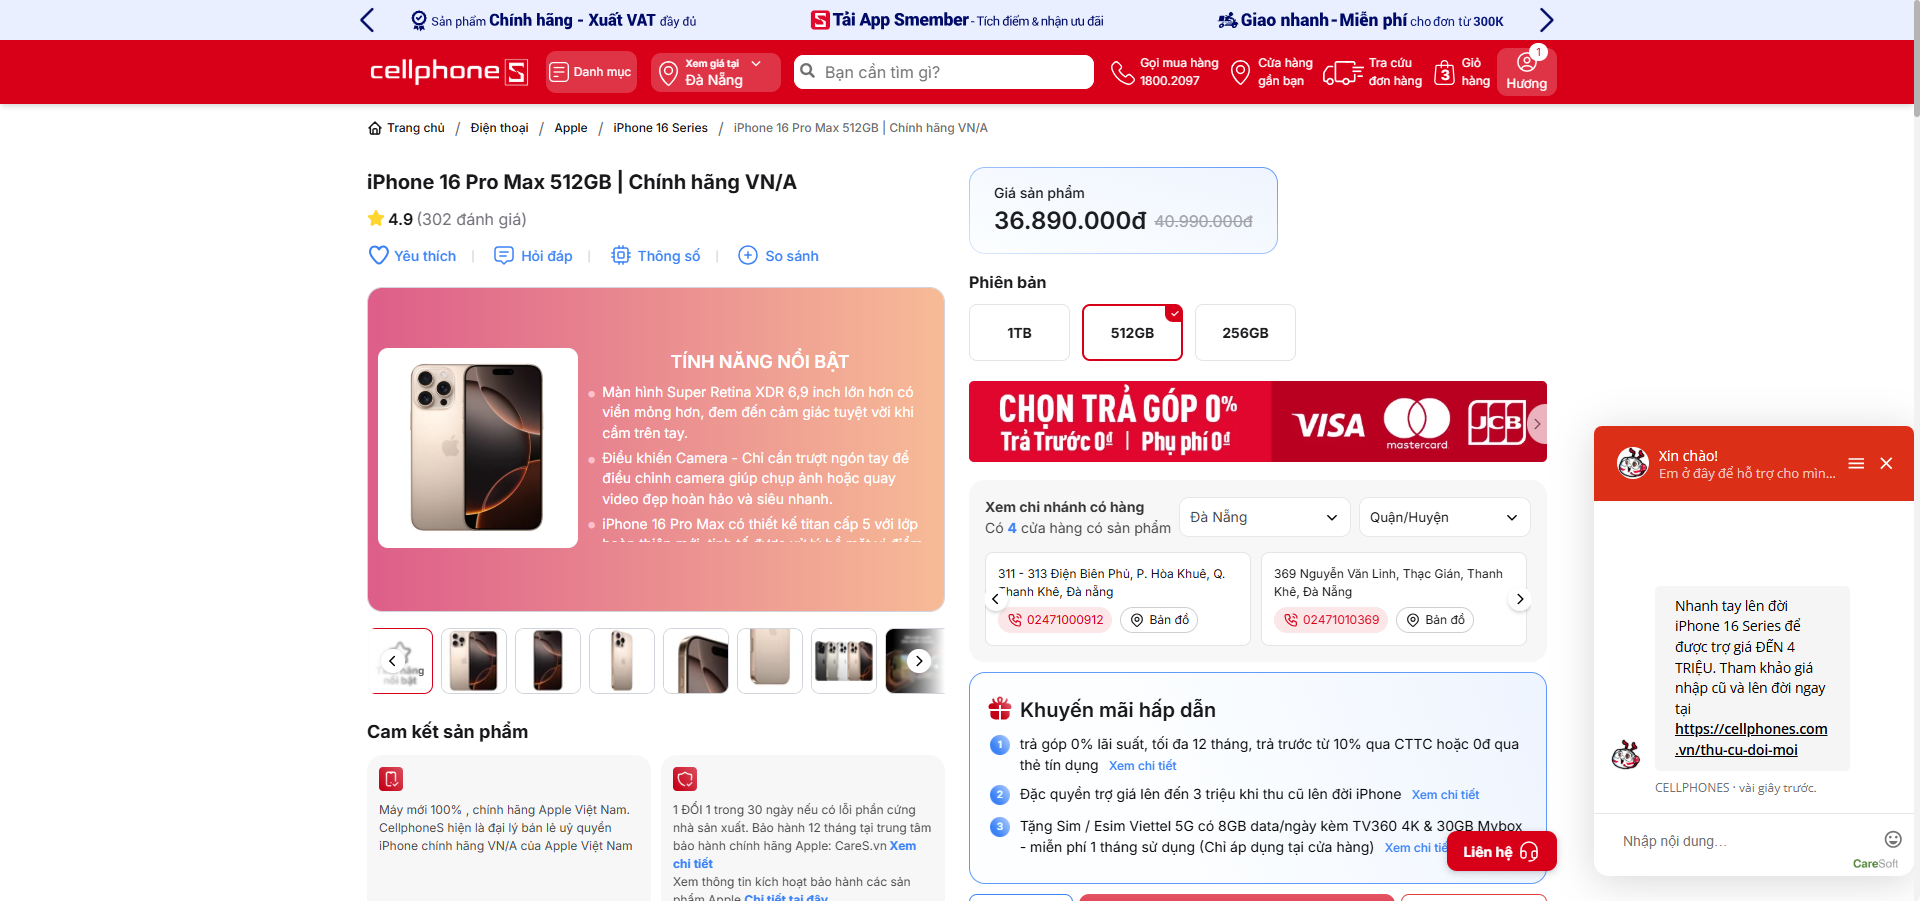 Sản phẩm Chính hãng - Xuất VAT đầy đủ
Tải App Smember - Tích điểm & nhận ưu đãi
Giao nhanh - Miễn phí cho đơn từ 300K
cellphoneS
Danh mục
Xem giá tại
Đà Nẵng
Bạn cần tìm gì?
Gọi mua hàng
1800.2097
Cửa hàng
gần bạn
Tra cứu
đơn hàng
3
Giỏ
hàng
1
Hương
Trang chủ / Điện thoại / Apple / iPhone 16 Series / iPhone 16 Pro Max 512GB | Chính hãng VN/A
iPhone 16 Pro Max 512GB | Chính hãng VN/A
4.9 (302 đánh giá)
Yêu thích | Hỏi đáp | Thông số | So sánh
TÍNH NĂNG NỔI BẬT
Màn hình Super Retina XDR 6,9 inch lớn hơn có
viền mỏng hơn, đem đến cảm giác tuyệt vời khi
cầm trên tay.
Điều khiển Camera - Chỉ cần trượt ngón tay để
điều chỉnh camera giúp chụp ảnh hoặc quay
video đẹp hoàn hảo và siêu nhanh.
iPhone 16 Pro Max có thiết kế titan cấp 5 với lớp
Cam kết sản phẩm
Máy mới 100% , chính hãng Apple Việt Nam.
CellphoneS hiện là đại lý bán lẻ uỷ quyền
iPhone chính hãng VN/A của Apple Việt Nam
1 ĐỔI 1 trong 30 ngày nếu có lỗi phần cứng
nhà sản xuất. Bảo hành 12 tháng tại trung tâm
bảo hành chính hãng Apple: CareS.vn Xem
chi tiết
Xem thông tin kích hoạt bảo hành các sản
phẩm Apple Chi tiết tại đây
Giá sản phẩm
36.890.000đ 40.990.000đ
Phiên bản
1TB
512GB
256GB
CHỌN TRẢ GÓP 0%
Trả Trước 0đ | Phụ phí 0đ
VISA
mastercard.
JCB
Xem chi nhánh có hàng
Có 4 cửa hàng có sản phẩm
Đà Nẵng
Quận/Huyện
311 - 313 Điện Biên Phủ, P. Hòa Khuê, Q.
Thanh Khê, Đà nẵng
02471000912
Bản đồ
369 Nguyễn Văn Linh, Thạc Gián, Thanh
Khê, Đà Nẵng
02471010369
Bản đồ
Khuyến mãi hấp dẫn
1 trả góp 0% lãi suất, tối đa 12 tháng, trả trước từ 10% qua CTTC hoặc 0đ qua
thẻ tín dụng Xem chi tiết
2 Đặc quyền trợ giá lên đến 3 triệu khi thu cũ lên đời iPhone Xem chi tiết
3 Tặng Sim / Esim Viettel 5G có 8GB data/ngày kèm TV360 4K & 30GB Mybox
- miễn phí 1 tháng sử dụng (Chỉ áp dụng tại cửa hàng) Xem chi
Liên hệ
Xin chào!
Em ở đây để hỗ trợ cho mìn...
Nhanh tay lên đời
iPhone 16 Series để
được trợ giá ĐẾN 4
TRIỆU. Tham khảo giá
nhập cũ và lên đời ngay
tại
https://cellphones.com
.vn/thu-cu-doi-moi
CELLPHONES · vài giây trước.
Nhập nội dung...
CareSoft